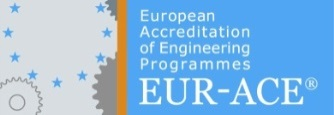 European
Accreditation
of Engineering
Programmes
EUR-ACE®